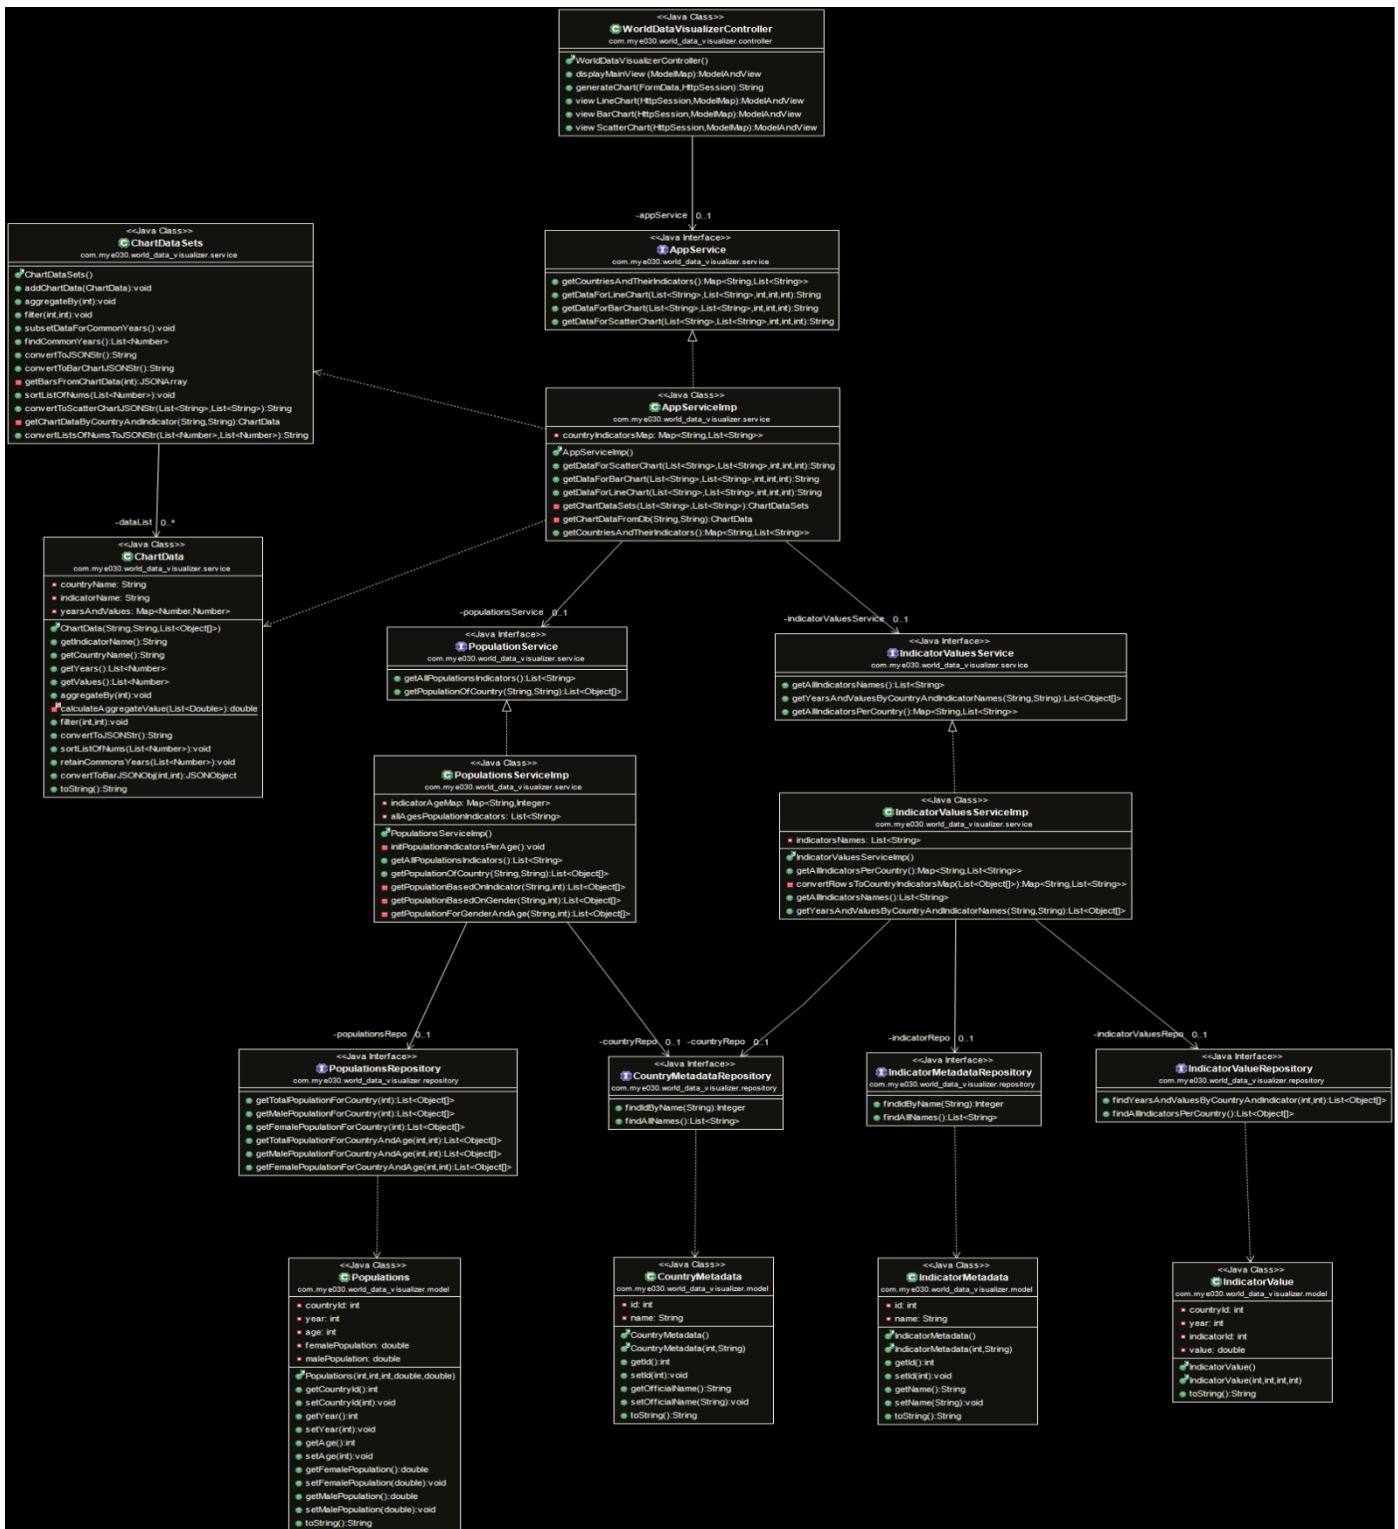 <<Java Class>>
WorldDataVisualizerController
com.mye030.world_data_visualizer.controller
WorldDataVisualizerController()
displayMainView(ModelMap):ModelAndView
generateChart(FormData,HttpSession):String
viewLineChart(HttpSession,ModelMap):ModelAndView
viewBarChart(HttpSession,ModelMap):ModelAndView
viewScatterChart(HttpSession,ModelMap):ModelAndView
-appService 0..1
<<Java Class>>
ChartDataSets
com.mye030.world_data_visualizer.service
ChartDataSets()
addChartData(ChartData):void
aggregateBy(int):void
filter(int,int):void
subsetDataForCommonYears():void
findCommonYears():List<Number>
convertToJSONStr():String
convertToBarChartJSONStr():String
getBarsFromChartData(int):JSONArray
sortListOfNums(List<Number>):void
convertToScatterChartJSONStr(List<String>,List<String>):String
getChartDataByCountryAndIndicator(String,String):ChartData
convertListsOfNumsToJSONStr(List<Number>,List<Number>):String
<<Java Interface>>
AppService
com.mye030.world_data_visualizer.service
getCountriesAndTheirIndicators():Map<String,List<String>>
getDataForLineChart(List<String>,List<String>,int,int,int):String
getDataForBarChart(List<String>,List<String>,int,int,int):String
getDataForScatterChart(List<String>,List<String>,int,int,int):String
<<Java Class>>
AppServiceImp
com.mye030.world_data_visualizer.service
countryIndicatorsMap: Map<String,List<String>>
AppServiceImp()
getDataForScatterChart(List<String>,List<String>,int,int,int):String
getDataForBarChart(List<String>,List<String>,int,int,int):String
getDataForLineChart(List<String>,List<String>,int,int,int):String
getChartDataSets(List<String>,List<String>):ChartDataSets
getChartDataFromDb(String,String):ChartData
getCountriesAndTheirIndicators():Map<String,List<String>>
-dataList 0..*
<<Java Class>>
ChartData
com.mye030.world_data_visualizer.service
countryName: String
indicatorName: String
yearsAndValues: Map<Number,Number>
ChartData(String,String,List<Object[]>)
getIndicatorName():String
getCountryName():String
getYears():List<Number>
getValues():List<Number>
aggregateBy(int):void
calculateAggregateValue(List<Double>):double
filter(int,int):void
convertToJSONStr():String
sortListOfNums(List<Number>):void
retainCommonsYears(List<Number>):void
convertToBarJSONObj(int,int):JSONObject
toString():String
-populationsService 0..1
-indicatorValuesService 0..1
<<Java Interface>>
PopulationService
com.mye030.world_data_visualizer.service
getAllPopulationsIndicators():List<String>
getPopulationOfCountry(String,String):List<Object[]>
<<Java Interface>>
IndicatorValuesService
com.mye030.world_data_visualizer.service
getAllIndicatorsNames():List<String>
getYearsAndValuesByCountryAndIndicatorNames(String,String):List<Object[]>
getAllIndicatorsPerCountry():Map<String,List<String>>
<<Java Class>>
PopulationsServiceImp
com.mye030.world_data_visualizer.service
indicatorAgeMap: Map<String,Integer>
allAgesPopulationIndicators: List<String>
PopulationsServiceImp()
initPopulationIndicatorsPerAge():void
getAllPopulationsIndicators():List<String>
getPopulationOfCountry(String,String):List<Object[]>
getPopulationBasedOnIndicator(String,int):List<Object[]>
getPopulationBasedOnGender(String,int):List<Object[]>
getPopulationForGenderAndAge(String,int):List<Object[]>
<<Java Class>>
IndicatorValuesServiceImp
com.mye030.world_data_visualizer.service
indicatorsNames: List<String>
IndicatorValuesServiceImp()
getAllIndicatorsPerCountry():Map<String,List<String>>
convertRowsToCountryIndicatorsMap(List<Object[]>):Map<String,List<String>>
getAllIndicatorsNames():List<String>
getYearsAndValuesByCountryAndIndicatorNames(String,String):List<Object[]>
-populationsRepo 0..1
-countryRepo 0..1
-countryRepo 0..1
-indicatorRepo 0..1
-indicatorValuesRepo 0..1
<<Java Interface>>
PopulationsRepository
com.mye030.world_data_visualizer.repository
getTotalPopulationForCountry(int):List<Object[]>
getMalePopulationForCountry(int):List<Object[]>
getFemalePopulationForCountry(int):List<Object[]>
getTotalPopulationForCountryAndAge(int,int):List<Object[]>
getMalePopulationForCountryAndAge(int,int):List<Object[]>
getFemalePopulationForCountryAndAge(int,int):List<Object[]>
<<Java Interface>>
CountryMetadataRepository
com.mye030.world_data_visualizer.repository
findIdByName(String):Integer
findAllNames():List<String>
<<Java Interface>>
IndicatorMetadataRepository
com.mye030.world_data_visualizer.repository
findIdByName(String):Integer
findAllNames():List<String>
<<Java Interface>>
IndicatorValueRepository
com.mye030.world_data_visualizer.repository
findYearsAndValuesByCountryAndIndicator(int,int):List<Object[]>
findAllIndicatorsPerCountry():List<Object[]>
<<Java Class>>
Populations
com.mye030.world_data_visualizer.model
countryId: int
year: int
age: int
femalePopulation: double
malePopulation: double
Populations(int,int,int,double,double)
getCountryId():int
setCountryId(int):void
getYear():int
setYear(int):void
getAge():int
setAge(int):void
getFemalePopulation():double
setFemalePopulation(double):void
getMalePopulation():double
setMalePopulation(double):void
toString():String
<<Java Class>>
CountryMetadata
com.mye030.world_data_visualizer.model
id: int
name: String
CountryMetadata()
CountryMetadata(int,String)
getId():int
setId(int):void
getOfficialName():String
setOfficialName(String):void
toString():String
<<Java Class>>
IndicatorMetadata
com.mye030.world_data_visualizer.model
id: int
name: String
IndicatorMetadata()
IndicatorMetadata(int,String)
getId():int
setId(int):void
getName():String
setName(String):void
toString():String
<<Java Class>>
IndicatorValue
com.mye030.world_data_visualizer.model
countryId: int
year: int
indicatorId: int
value: double
IndicatorValue()
IndicatorValue(int,int,int,int)
toString():String